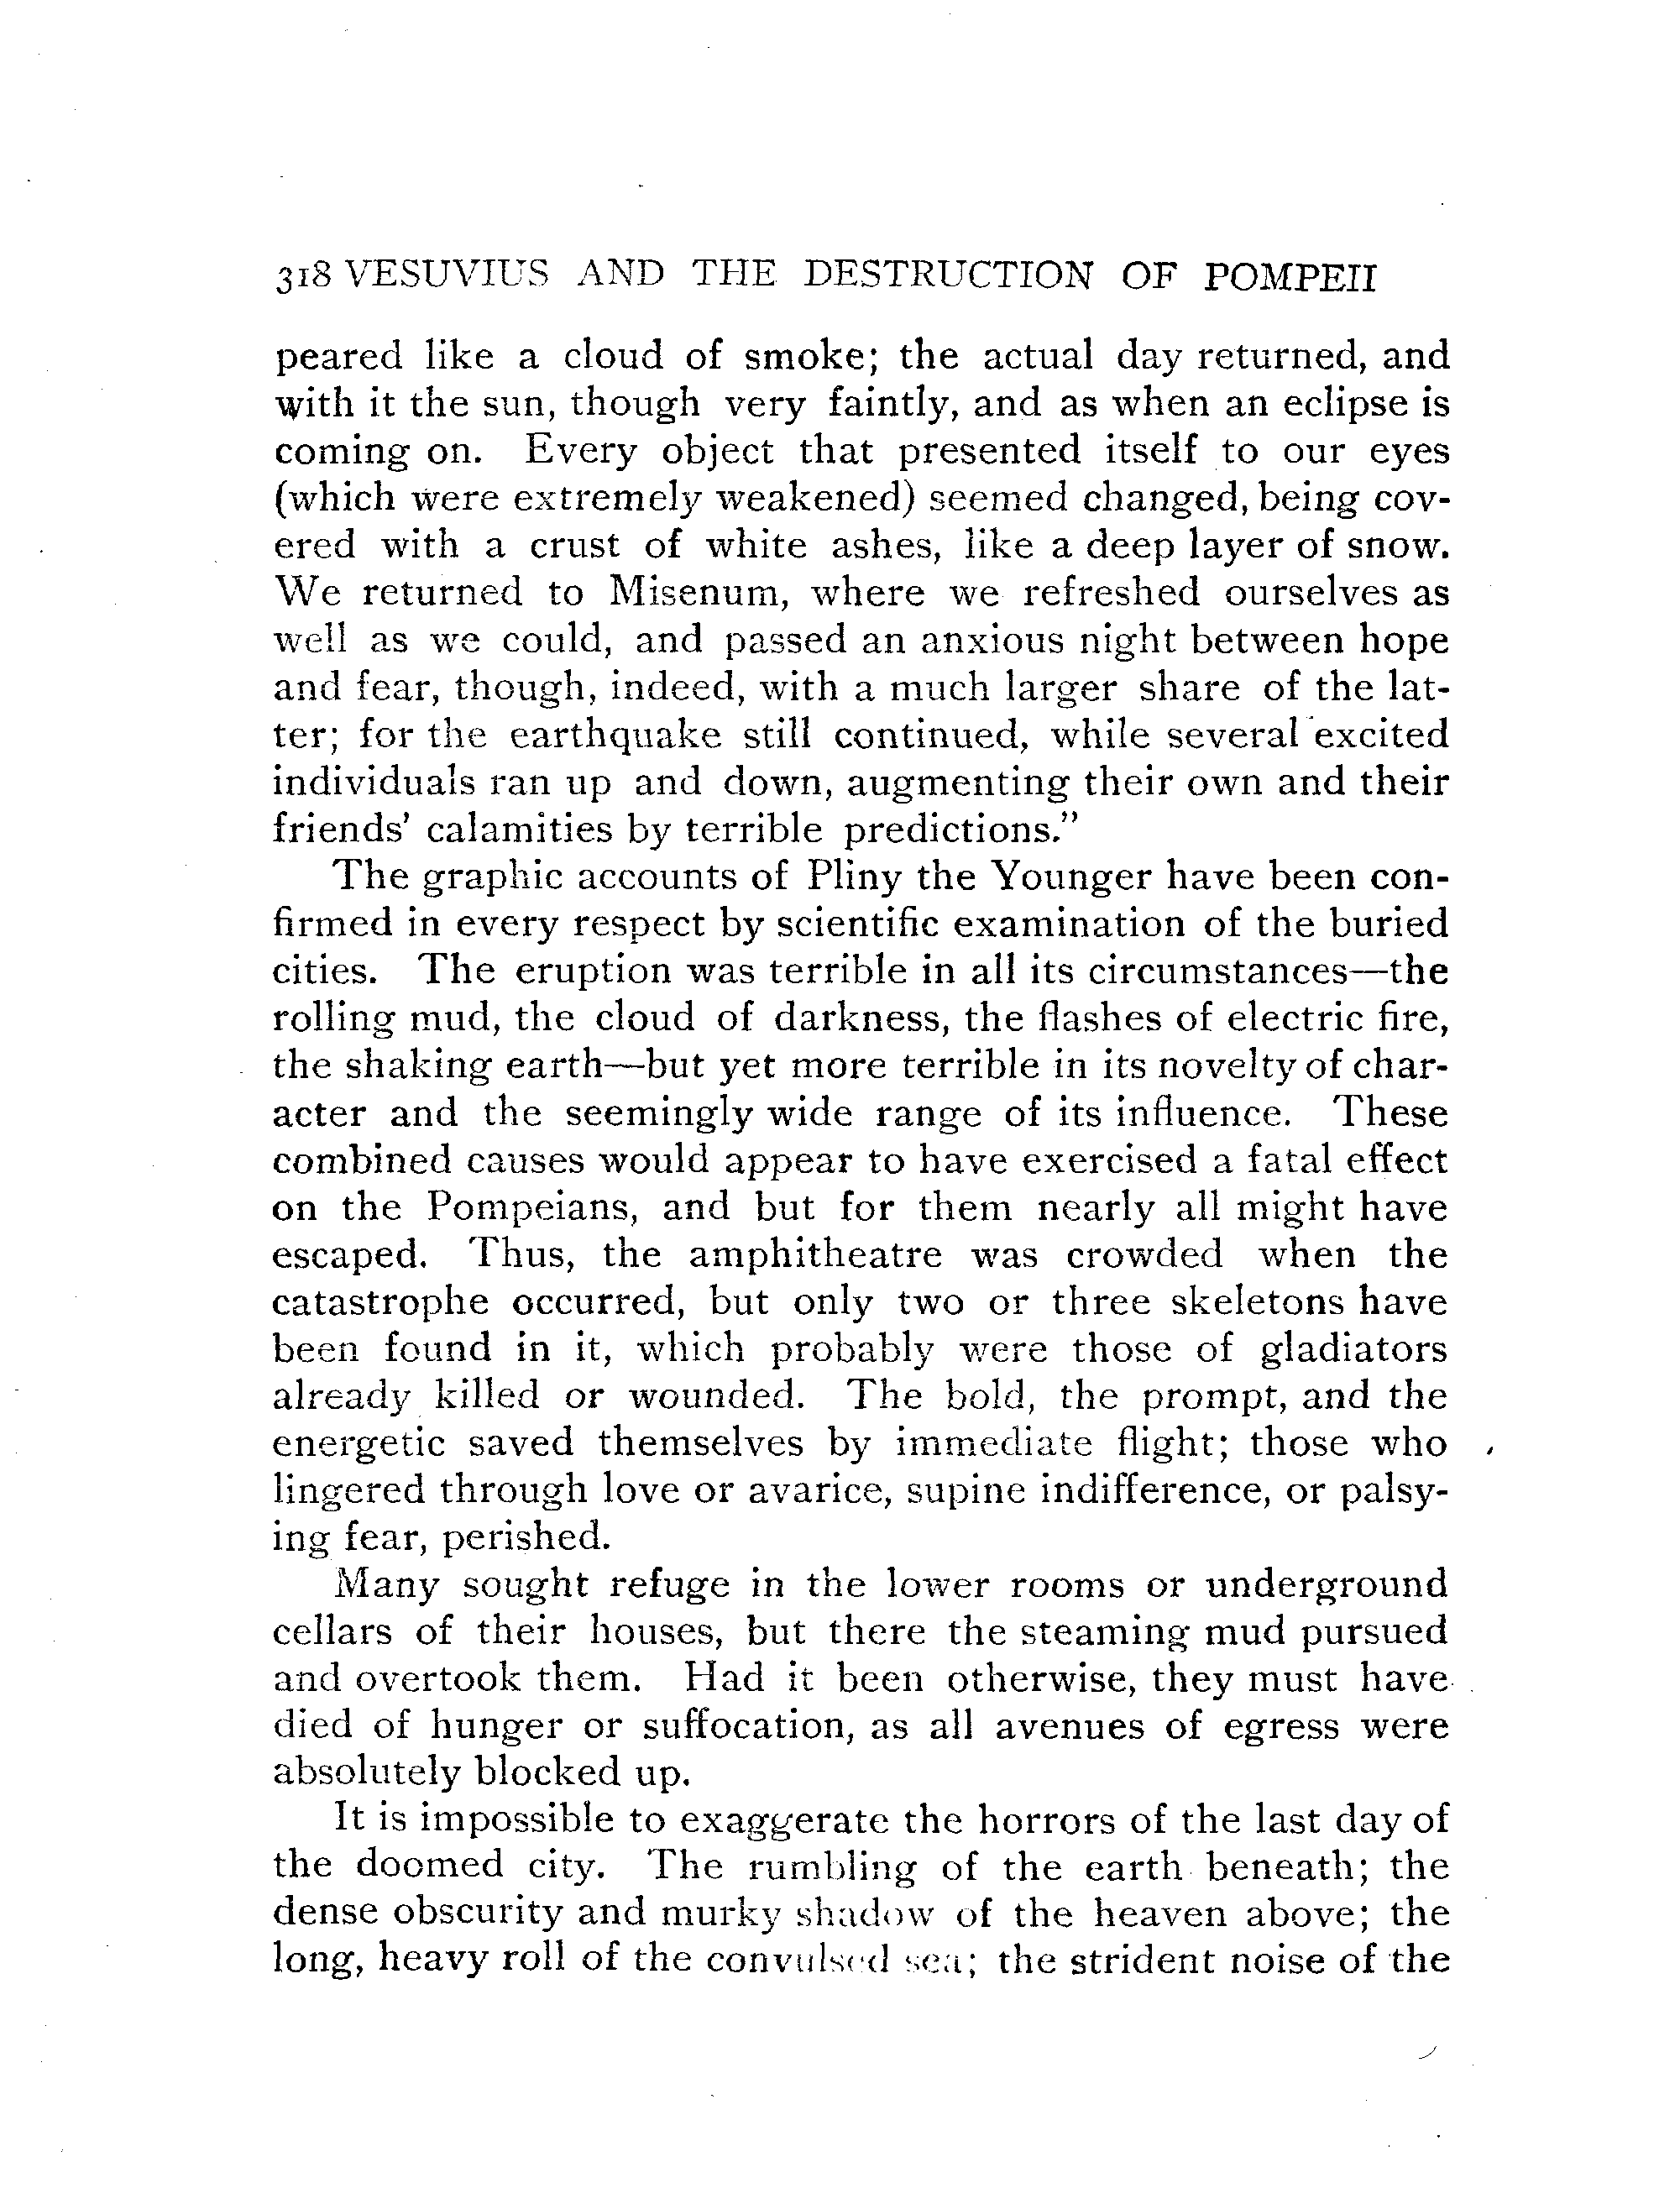 318 VESUVIUS AND THE DESTRUCTION OF POMPEII
peared like a cloud of smoke; the actual day returned, and
with it the sun, though very faintly, and as when an eclipse is
coming on. Every object that presented itself to our eyes
(which were extremely weakened) seemed changed, being cov-
ered with a crust of white ashes, like a deep layer of snow.
We returned to Misenum, where we refreshed ourselves as
well as we could, and passed an anxious night between hope
and fear, though, indeed, with a much larger share of the lat-
ter; for the earthquake still continued, while several excited
individuals ran up and down, augmenting their own and their
friends' calamities by terrible predictions."
The graphic accounts of Pliny the Younger have been con-
firmed in every respect by scientific examination of the buried
cities. The eruption was terrible in all its circumstances—the
rolling mud, the cloud of darkness, the flashes of electric fire,
the shaking earth—but yet more terrible in its novelty of char-
acter and the seemingly wide range of its influence. These
combined causes would appear to have exercised a fatal effect
on the Pompeians, and but for them nearly all might have
escaped. Thus, the amphitheatre was crowded when the
catastrophe occurred, but only two or three skeletons have
been found in it, which probably were those of gladiators
already killed or wounded. The bold, the prompt, and the
energetic saved themselves by immediate flight; those who
lingered through love or avarice, supine indifference, or palsy-
ing fear, perished.
Many sought refuge in the lower rooms or underground
cellars of their houses, but there the steaming mud pursued
and overtook them. Had it been otherwise, they must have
died of hunger or suffocation, as all avenues of egress were
absolutely blocked up.
It is impossible to exaggerate the horrors of the last day of
the doomed city. The rumbling of the earth beneath; the
dense obscurity and murky shadow of the heaven above; the
long, heavy roll of the convulsed sea; the strident noise of the